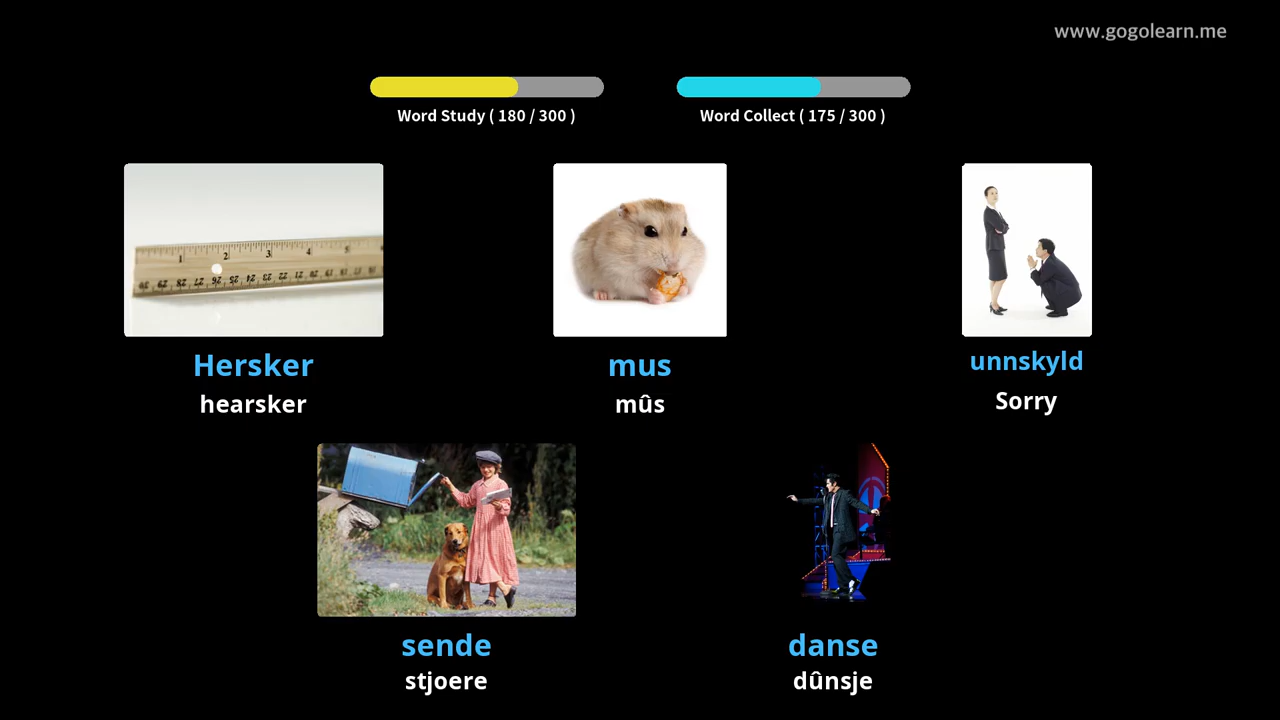 www.gogolearn.me
Word Study ( 180 / 300 )
Word Collect ( 175 / 300 )
Hersker
hearsker
mus
mûs
unnskyld
Sorry
sende
stjoere
danse
dûnsje